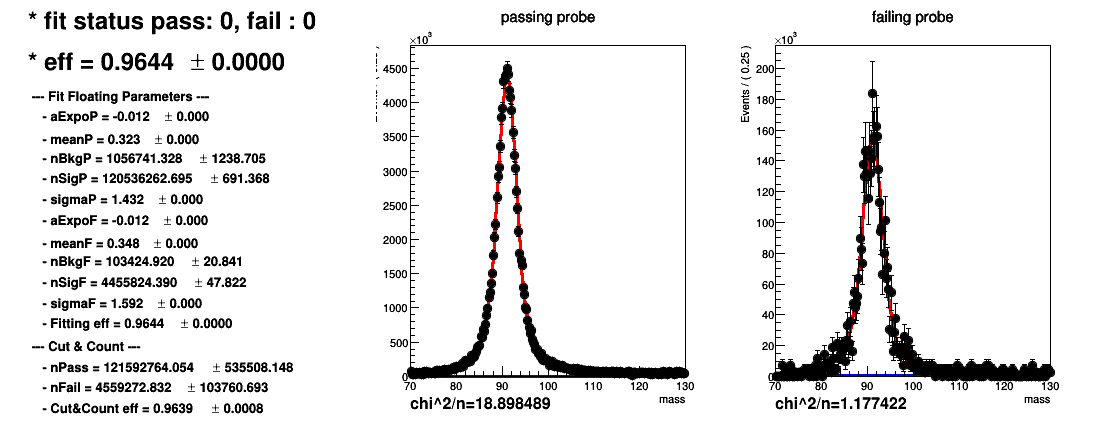 * fit status pass: 0, fail : 0
* eff = 0.9644 ± 0.0000
--- Fit Floating Parameters ---
- aExpoP = -0.012 ± 0.000
- meanP = 0.323 ± 0.000
- nBkgP = 1056741.328 ± 1238.705
- nSigP = 120536262.695 ± 691.368
- sigmaP = 1.432 ± 0.000
- aExpoF = -0.012 ± 0.000
- meanF = 0.348 ± 0.000
- nBkgF = 103424.920 ± 20.841
- nSigF = 4455824.390 ± 47.822
- sigmaF = 1.592 ± 0.000
- Fitting eff = 0.9644 ± 0.0000
--- Cut & Count ---
- nPass = 121592764.054 ± 535508.148
- nFail = 4559272.832 ± 103760.693
- Cut&Count eff = 0.9639 ± 0.0008
passing probe
×10³
4500
4000
3500
3000
2500
2000
1500
1000
500
0
70 80 90 100 110 120 130
mass
chi^2/n=18.898489
failing probe
×10³
Events / ( 0.25 )
200
180
160
140
120
100
80
60
40
20
0
70 80 90 100 110 120 130
mass
chi^2/n=1.177422